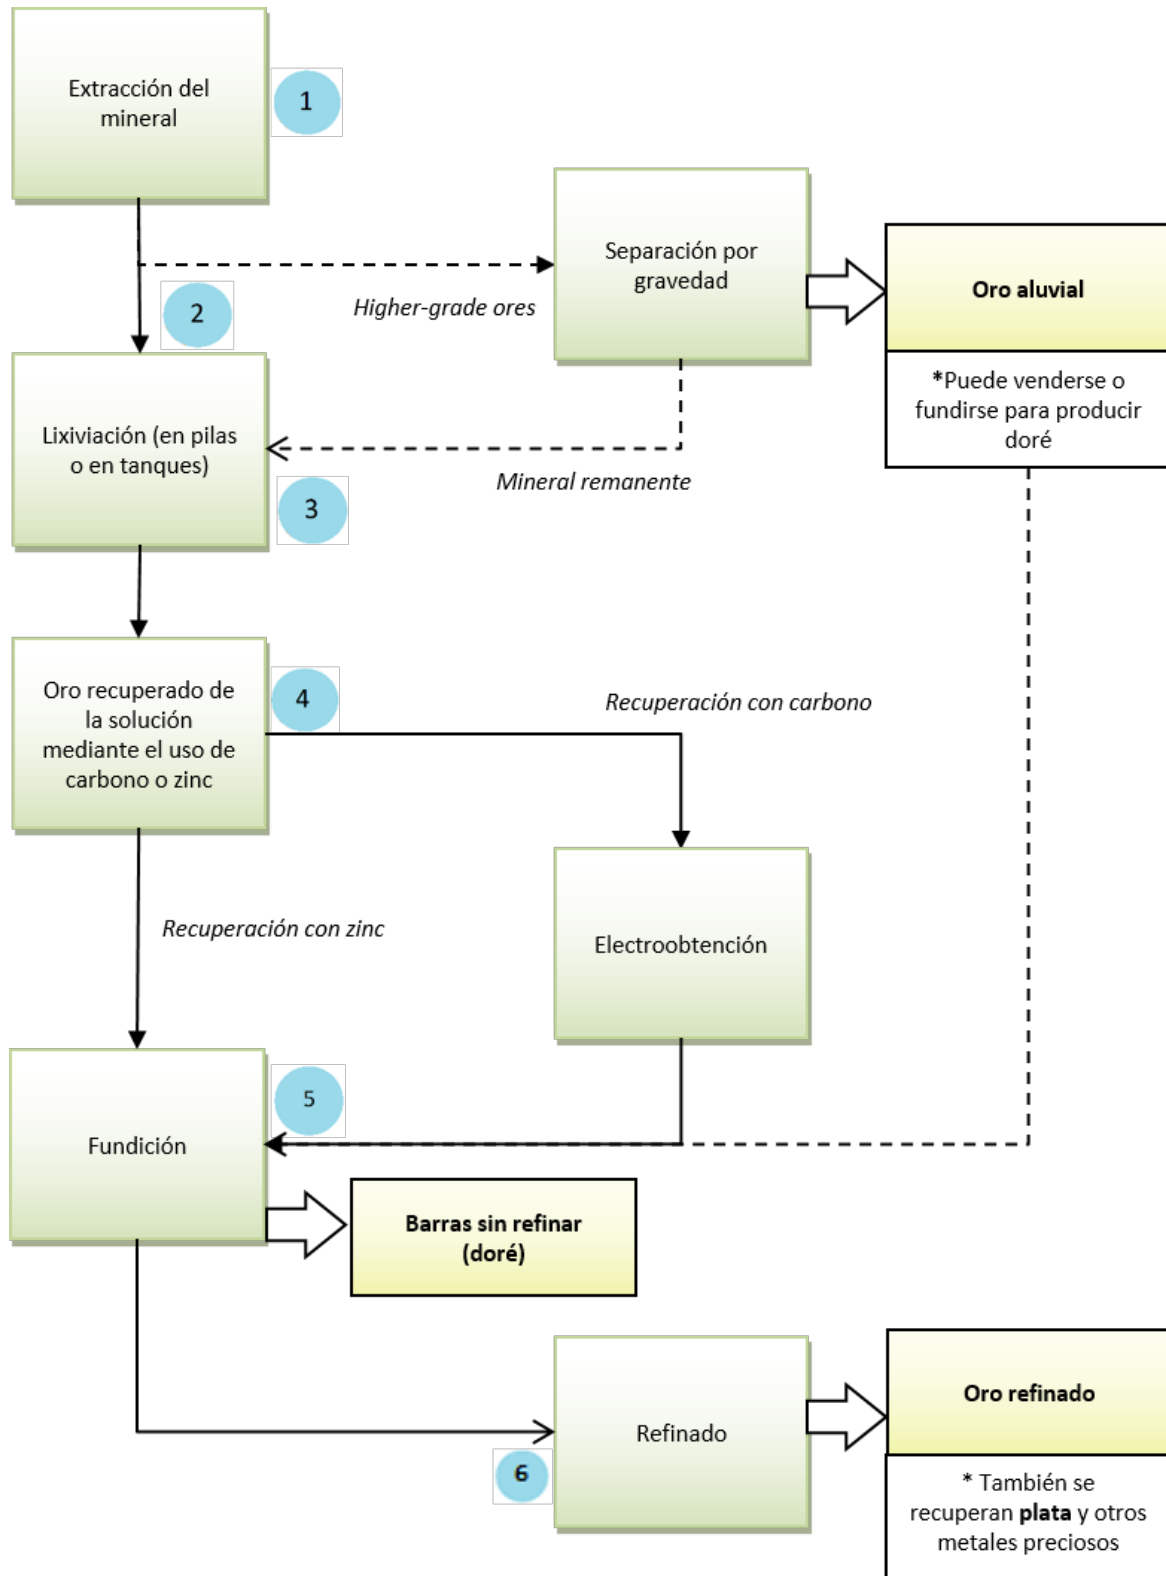 Extracción del
mineral
1
Separación por
gravedad
Oro aluvial
*Puede venderse o
fundirse para producir
doré
Higher-grade ores
2
Lixiviación (en pilas
o en tanques)
Mineral remanente
3
Oro recuperado de
la solución
mediante el uso de
carbono o zinc
4
Recuperación con carbono
Recuperación con zinc
Electroobtención
Fundición
5
Barras sin refinar
(doré)
Refinado
6
Oro refinado
* También se
recuperan plata y otros
metales preciosos